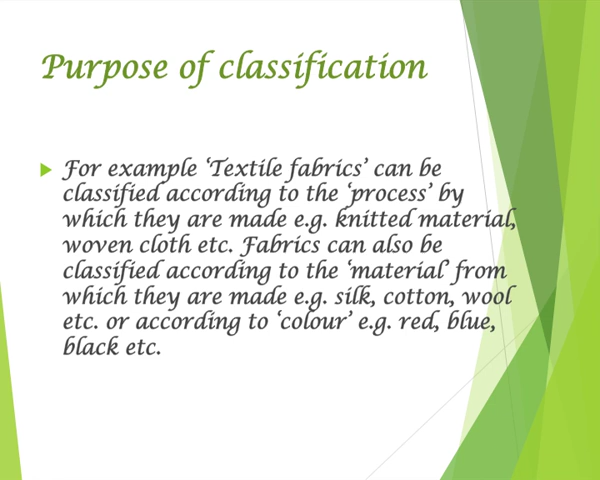 Purpose of classification
For example ‘Textile fabrics’ can be
classified according to the ‘process’ by
which they are made e.g. knitted material,
woven cloth etc. Fabrics can also be
classified according to the ‘material’ from
which they are made e.g. silk, cotton, wool
etc. or according to ‘colour’ e.g. red, blue,
black etc.